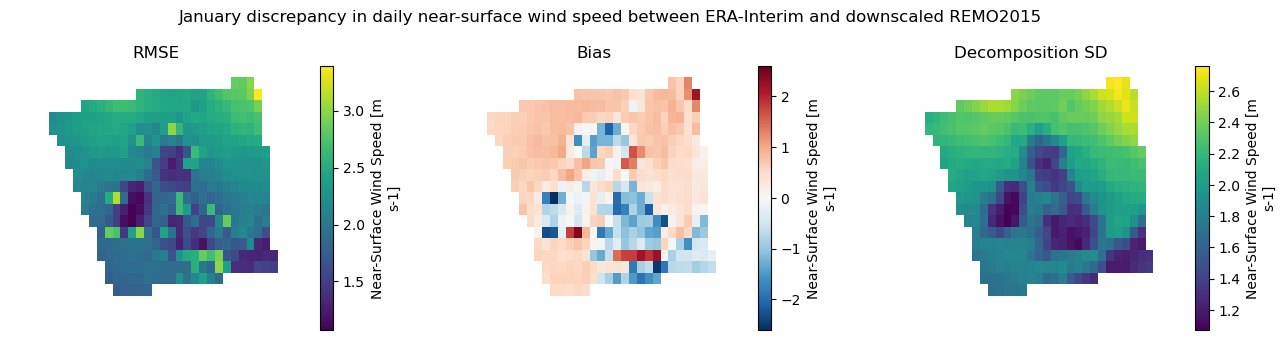 January discrepancy in daily near-surface wind speed between ERA-Interim and downscaled REMO2015
RMSE
3.0
2.5
2.0
1.5
Near-Surface Wind Speed [m
s-1]
Bias
2
1
0
−1
−2
Near-Surface Wind Speed [m
s-1]
Decomposition SD
2.6
2.4
2.2
2.0
1.8
1.6
1.4
1.2
Near-Surface Wind Speed [m
s-1]